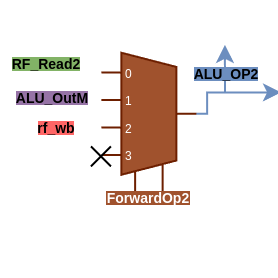 RF_Read2
0
ALU_OP2
ALU_OutM
1
rf_wb
2
3
ForwardOp2